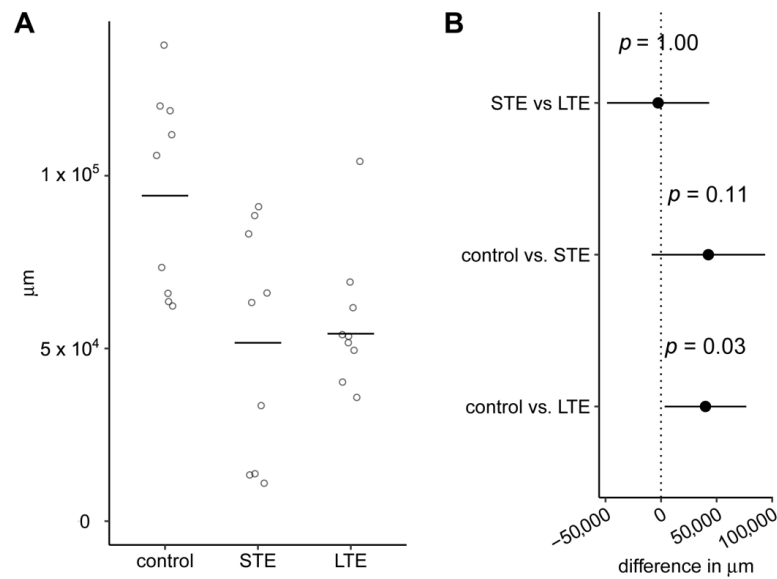 A
1 x 10⁵
5 x 10⁴
0
µm
control STE LTE
B
p = 1.00
STE vs LTE
p = 0.11
control vs. STE
p = 0.03
control vs. LTE
−50,000 0 50,000 100,000
difference in µm